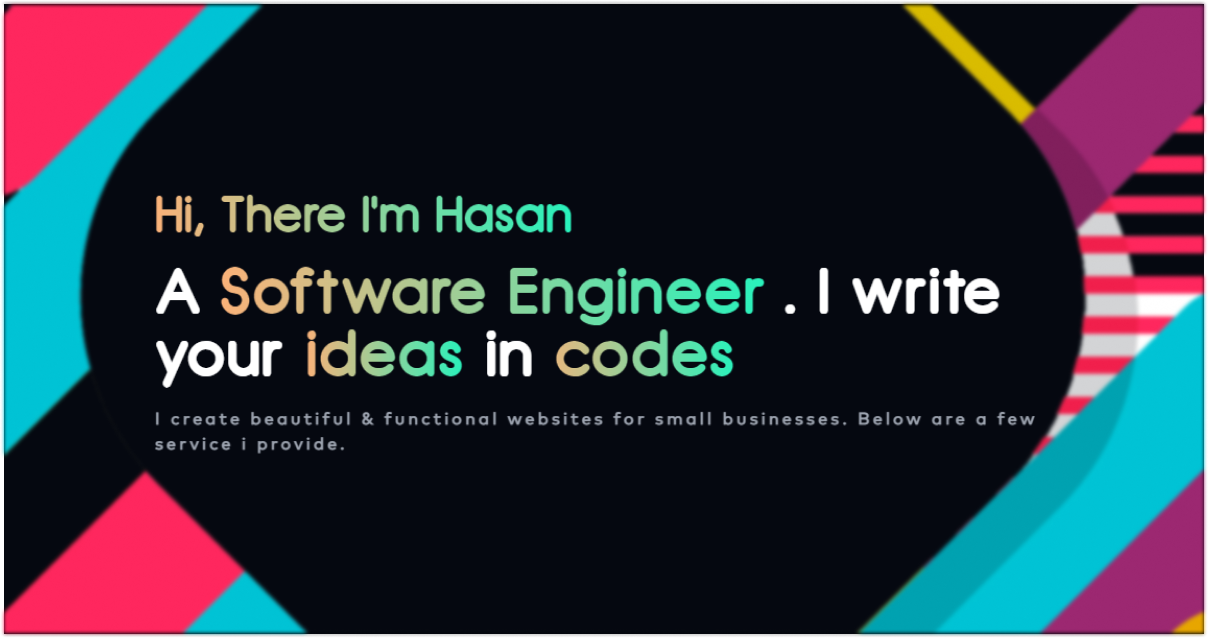 Hi, There I'm Hasan
A Software Engineer . I write
your ideas in codes
I create beautiful & functional websites for small businesses. Below are a few
service i provide.